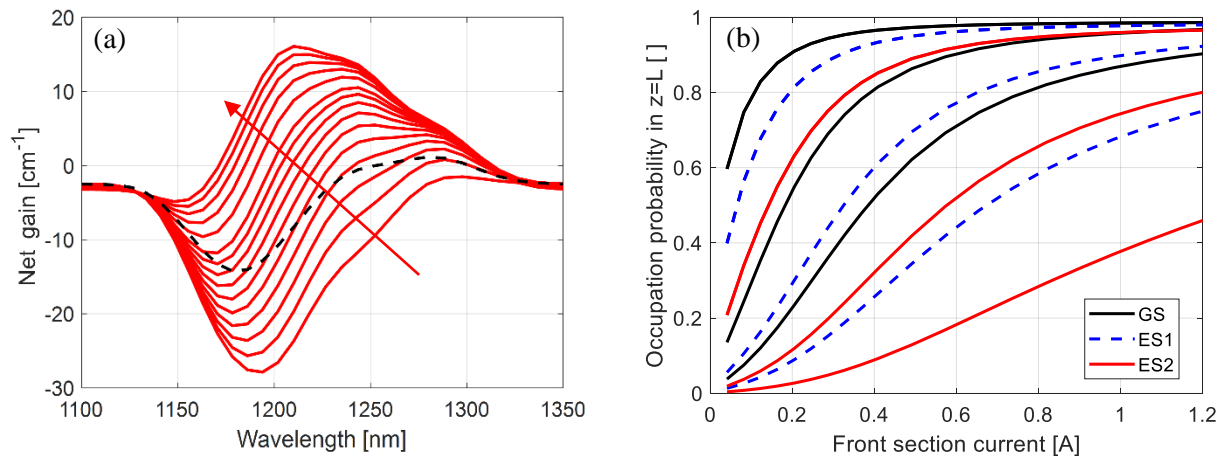 (a)
Net gain [cm-1]
20
10
0
-10
-20
-30
1100
1150
1200
1250
1300
1350
Wavelength [nm]
(b)
Occupation probability in z=L [ ]
1
0.8
0.6
0.4
0.2
0
0
0.2
0.4
0.6
0.8
1
1.2
Front section current [A]
GS
ES1
ES2